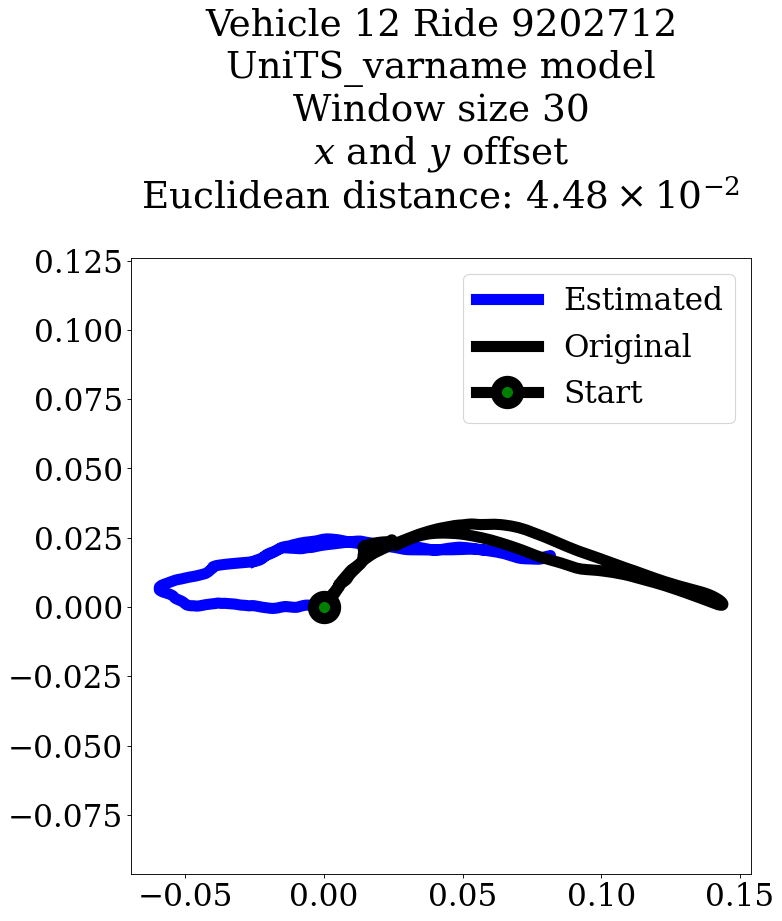 Vehicle 12 Ride 9202712
UniTS_varname model
Window size 30
x and y offset
Euclidean distance: 4.48 × 10⁻²
Estimated
Original
Start
0.125
0.100
0.075
0.050
0.025
0.000
−0.025
−0.050
−0.075
−0.05 0.00 0.05 0.10 0.15